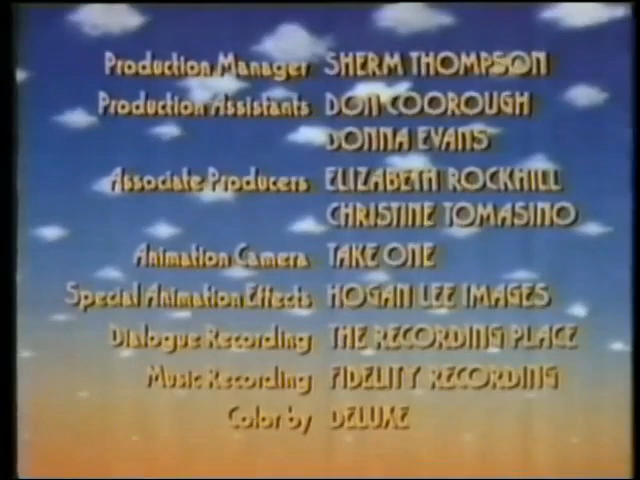 Production Manager SHERM THOMPSON
Production Assistants DON COOROUGH
DONNA EVANS
Associate Producers ELIZABETH ROCKHILL
CHRISTINE TOMASINO
Animation Camera TAKE ONE
Special Animation Effects HOGAN LEE IMAGES
Dialogue Recording THE RECORDING PLACE
Music Recording FIDELITY RECORDING
Color by DELUXE